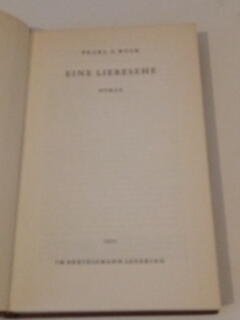 PEARL S. BUCK
EINE LIEBESEHE
ROMAN
IM BERTELSMANN LESERING